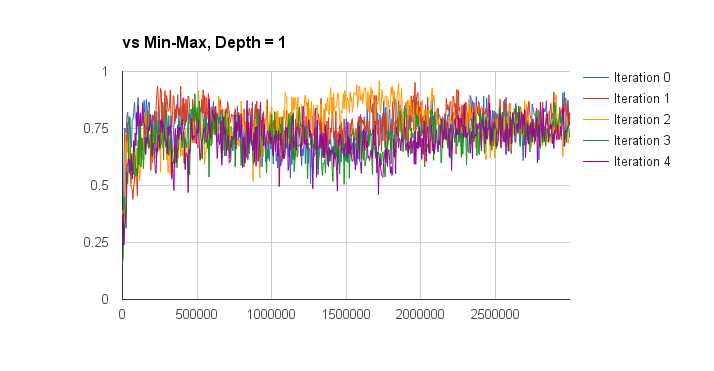 vs Min-Max, Depth = 1
1
0.75
0.5
0.25
0
0 500000 1000000 1500000 2000000 2500000
Iteration 0
Iteration 1
Iteration 2
Iteration 3
Iteration 4